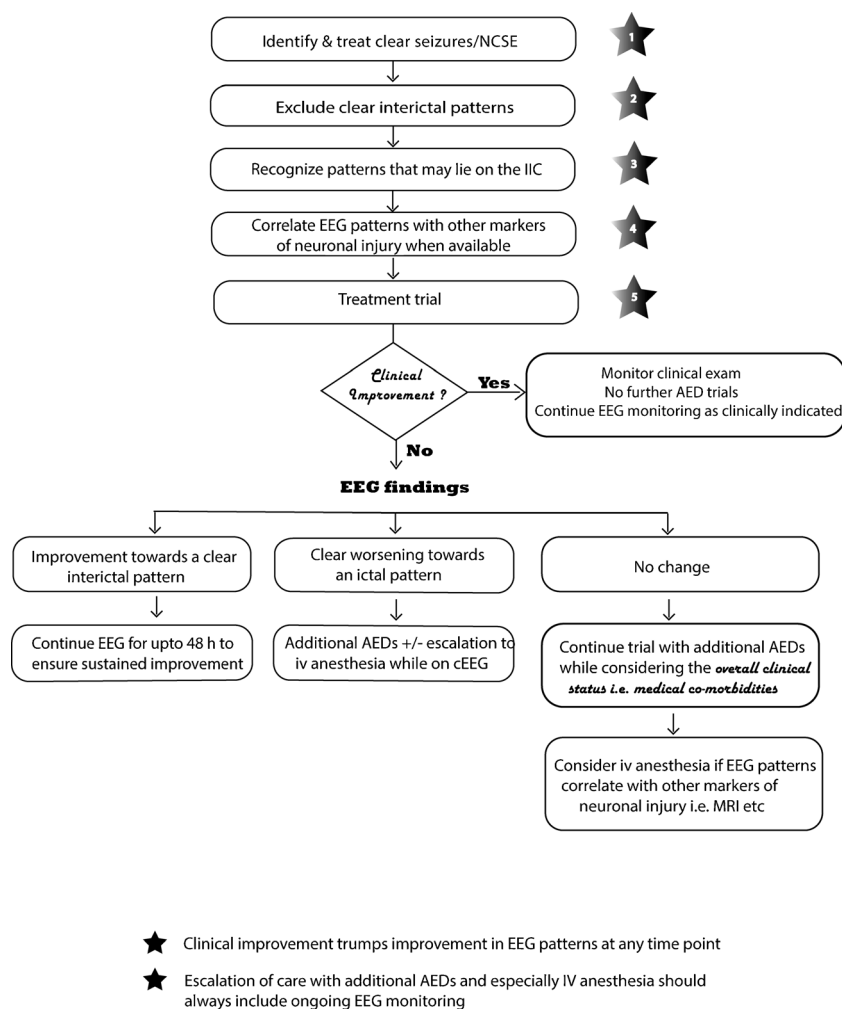 Identify & treat clear seizures/NCSE
1
Exclude clear interictal patterns
2
Recognize patterns that may lie on the IIC
3
Correlate EEG patterns with other markers
of neuronal injury when available
4
Treatment trial
5
Clinical
Improvement ?
Yes
Monitor clinical exam
No further AED trials
Continue EEG monitoring as clinically indicated
No
EEG findings
Improvement towards a clear
interictal pattern
Clear worsening towards
an ictal pattern
No change
Continue EEG for upto 48 h to
ensure sustained improvement
Additional AEDs +/- escalation to
iv anesthesia while on cEEG
Continue trial with additional AEDs
while considering the overall clinical
status i.e. medical co-morbidities
Consider iv anesthesia if EEG patterns
correlate with other markers of
neuronal injury i.e. MRI etc
Clinical improvement trumps improvement in EEG patterns at any time point
Escalation of care with additional AEDs and especially IV anesthesia should
always include ongoing EEG monitoring